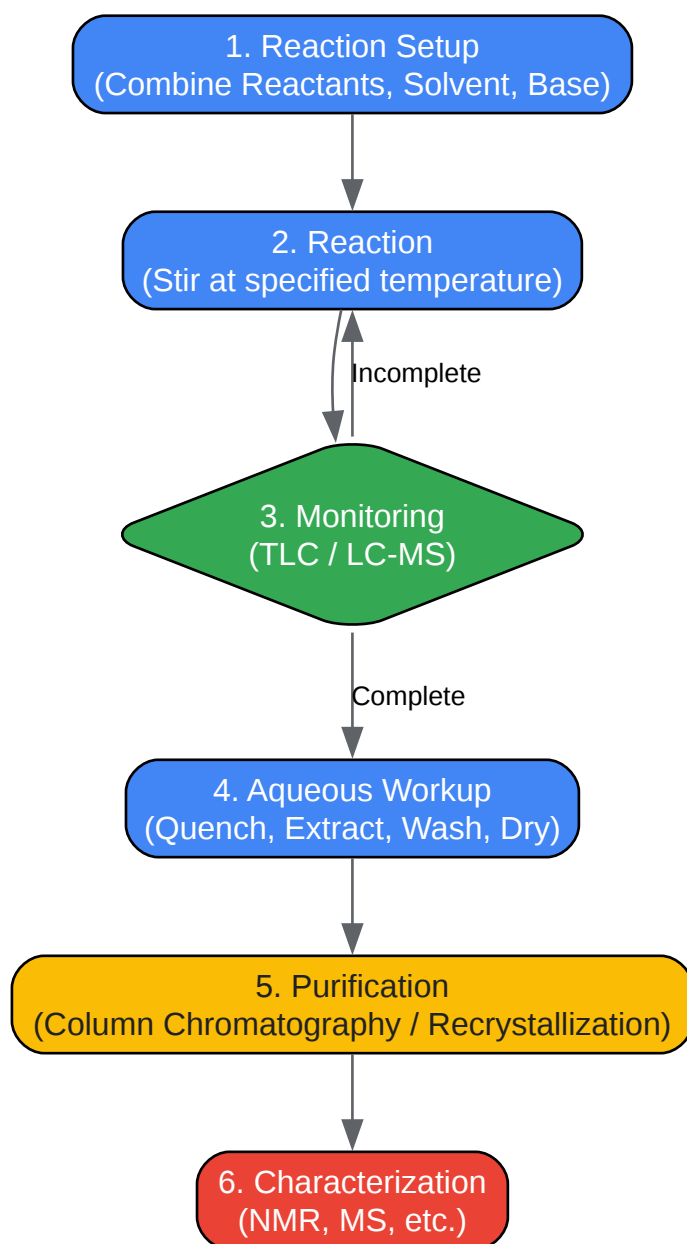 1. Reaction Setup
(Combine Reactants, Solvent, Base)
2. Reaction
(Stir at specified temperature)
Incomplete
3. Monitoring
(TLC / LC-MS)
Complete
4. Aqueous Workup
(Quench, Extract, Wash, Dry)
5. Purification
(Column Chromatography / Recrystallization)
6. Characterization
(NMR, MS, etc.)